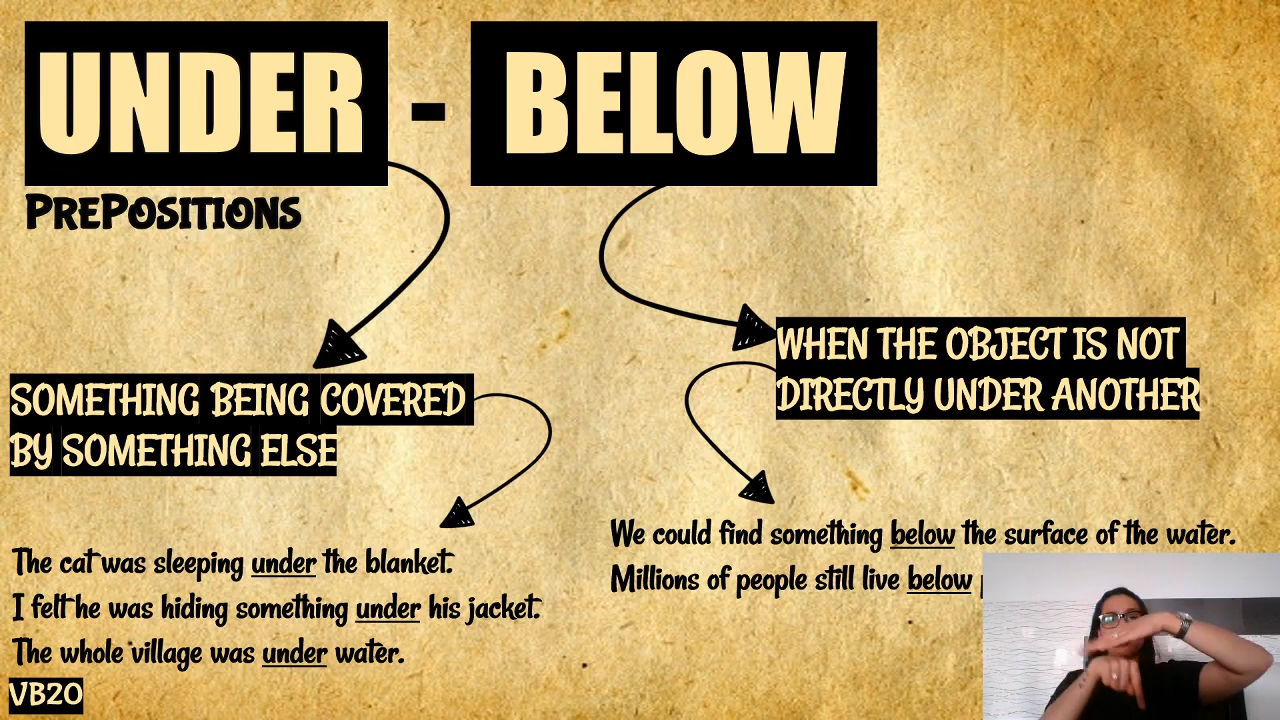 UNDER - BELOW
PREPOSITIONS
SOMETHING BEING COVERED
BY SOMETHING ELSE
The cat was sleeping under the blanket.
I felt he was hiding something under his jacket.
The whole village was under water.
VB20
WHEN THE OBJECT IS NOT
DIRECTLY UNDER ANOTHER
We could find something below the surface of the water.
Millions of people still live below